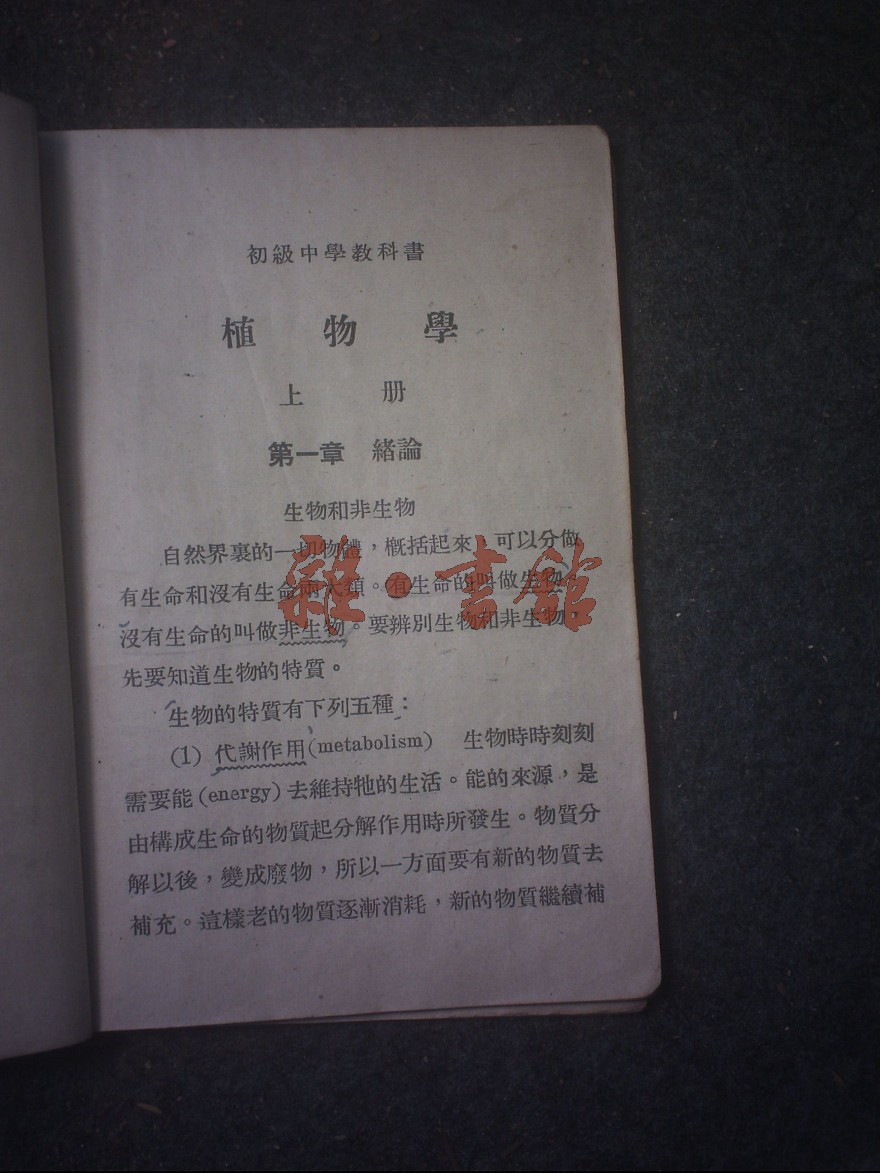 初級中學教科書
植物學
上册
第一章 緒論
生物和非生物
自然界裏的一切物體，概括起來，可以分做
有生命和沒有生命兩大類。有生命的叫做生物，
沒有生命的叫做非生物。要辨別生物和非生物，
先要知道生物的特質。
生物的特質有下列五種：
(1) 代謝作用(metabolism) 生物時時刻刻
需要能(energy)去維持牠的生活。能的來源，是
由構成生命的物質起分解作用時所發生。物質分
解以後，變成廢物，所以一方面要有新的物質去
補充。這樣老的物質逐漸消耗，新的物質繼續補
雜·書館